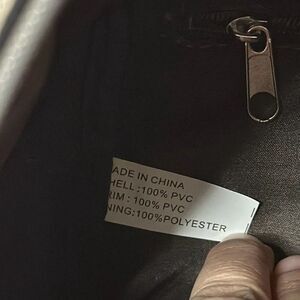 ADE IN CHINA
HELL:100% PVC
RIM : 100% PVC
NING:100%POLYESTER